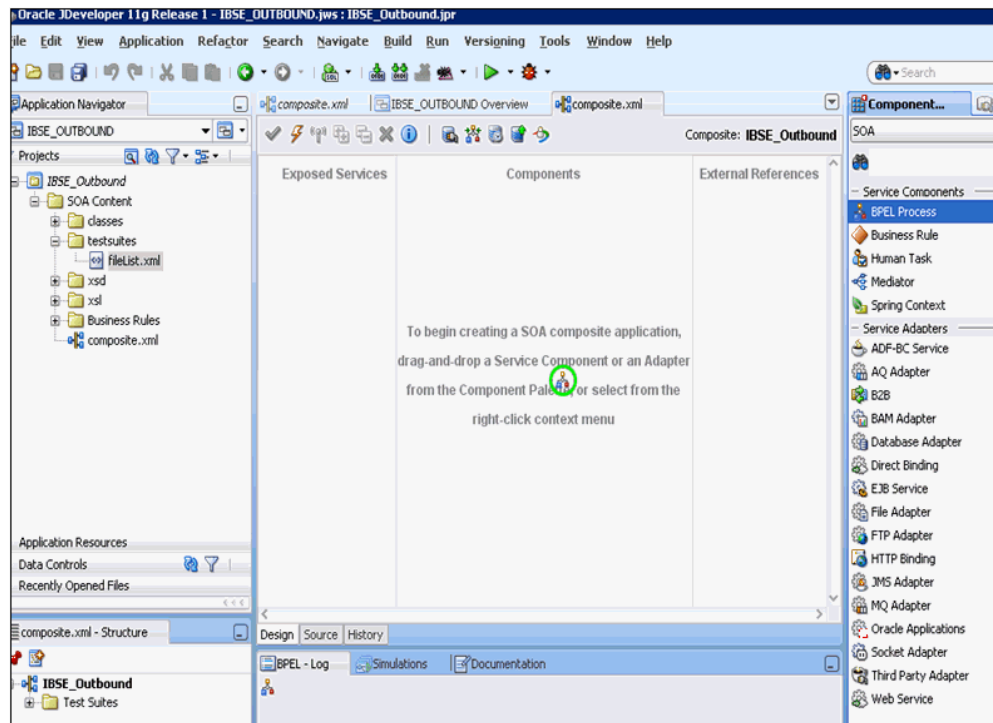 Oracle JDeveloper 11g Release 1 - IBSE_OUTBOUND.jws : IBSE_Outbound.jpr
File Edit View Application Refactor Search Navigate Build Run Versioning Tools Window Help
Search
Application Navigator
composite.xml
IBSE_OUTBOUND Overview
composite.xml
Component...
IBSE_OUTBOUND
Composite: IBSE_Outbound
SOA
Projects
IBSE_Outbound
SOA Content
classes
testsuites
fileList.xml
xsd
xsl
Business Rules
composite.xml
Application Resources
Data Controls
Recently Opened Files
Exposed Services
Components
External References
To begin creating a SOA composite application,
drag-and-drop a Service Component or an Adapter
from the Component Palette, or select from the
right-click context menu
Design Source History
Service Components
BPEL Process
Business Rule
Human Task
Mediator
Spring Context
Service Adapters
ADF-BC Service
AQ Adapter
B2B
BAM Adapter
Database Adapter
Direct Binding
EJB Service
File Adapter
FTP Adapter
HTTP Binding
JMS Adapter
MQ Adapter
Oracle Applications
Socket Adapter
Third Party Adapter
Web Service
composite.xml - Structure
IBSE_Outbound
Test Suites
BPEL - Log
Simulations
Documentation